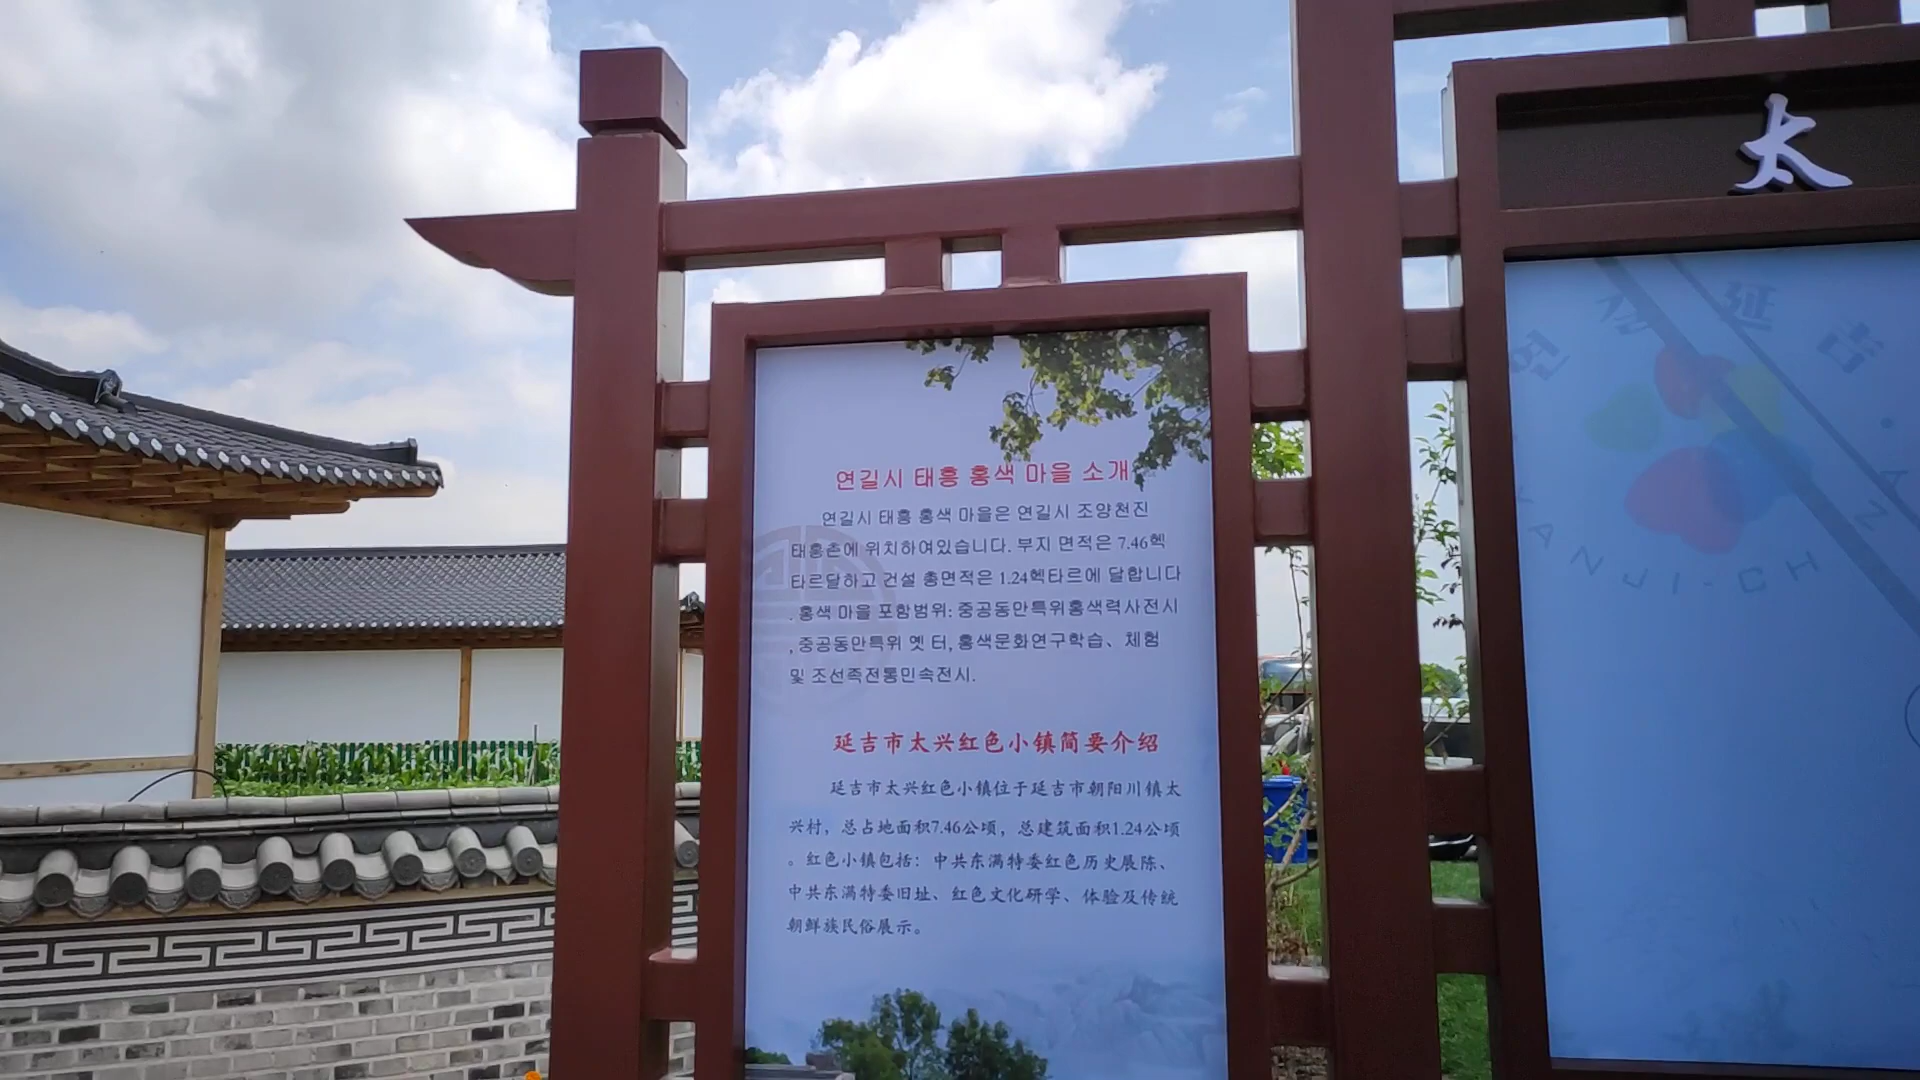 연길시 태흥 홍색 마을 소개
연길시 태흥 홍색 마을은 연길시 조양천진
태흥촌에 위치하여있습니다. 부지 면적은 7.46헥
타르달하고 건설 총면적은 1.24헥타르에 달합니다
. 홍색 마을 포함범위: 중공동만특위홍색력사전시
, 중공동만특위 옛 터, 홍색문화연구학습、체험
및 조선족전통민속전시.
延吉市太兴红色小镇简要介绍
延吉市太兴红色小镇位于延吉市朝阳川镇太
兴村，总占地面积7.46公顷，总建筑面积1.24公顷
。红色小镇包括：中共东满特委红色历史展陈、
中共东满特委旧址、红色文化研学、体验及传统
朝鲜族民俗展示。
太
연길 延吉
YANJI·CHINA